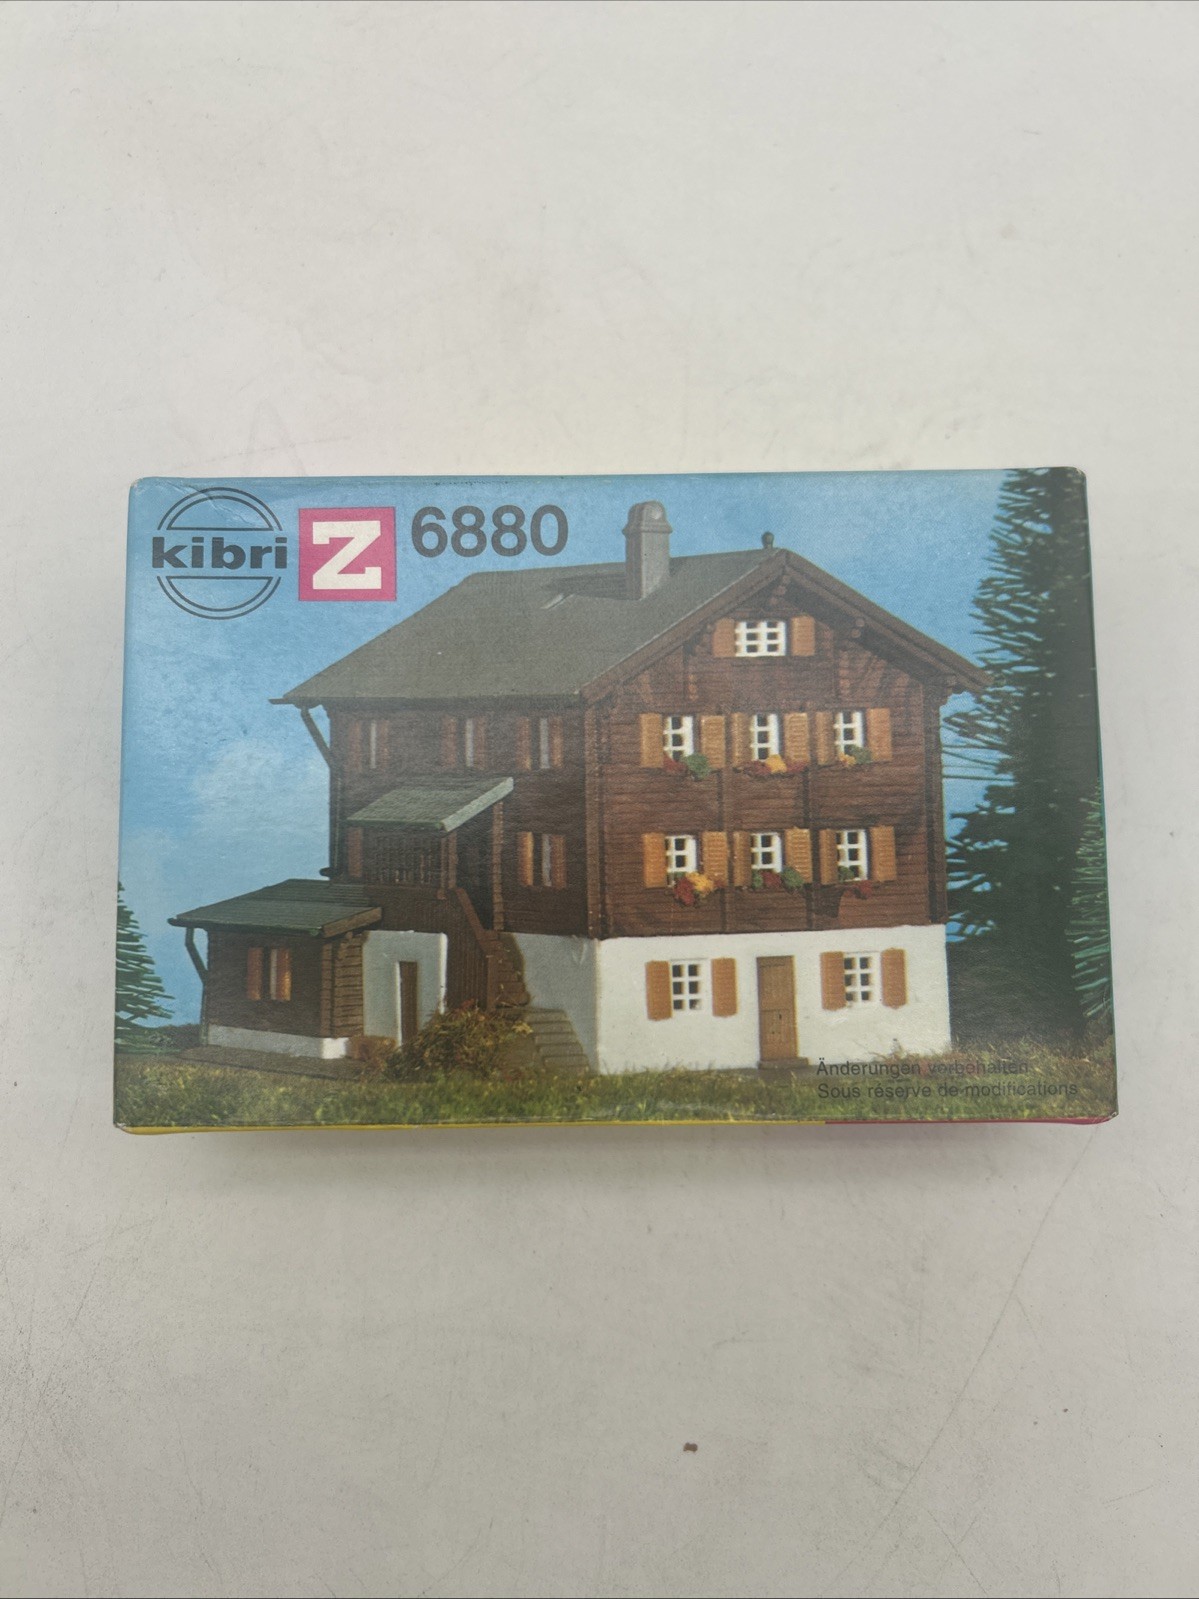 kibri Z 6880
Änderungen vorbehalten
Sous réserve de modifications